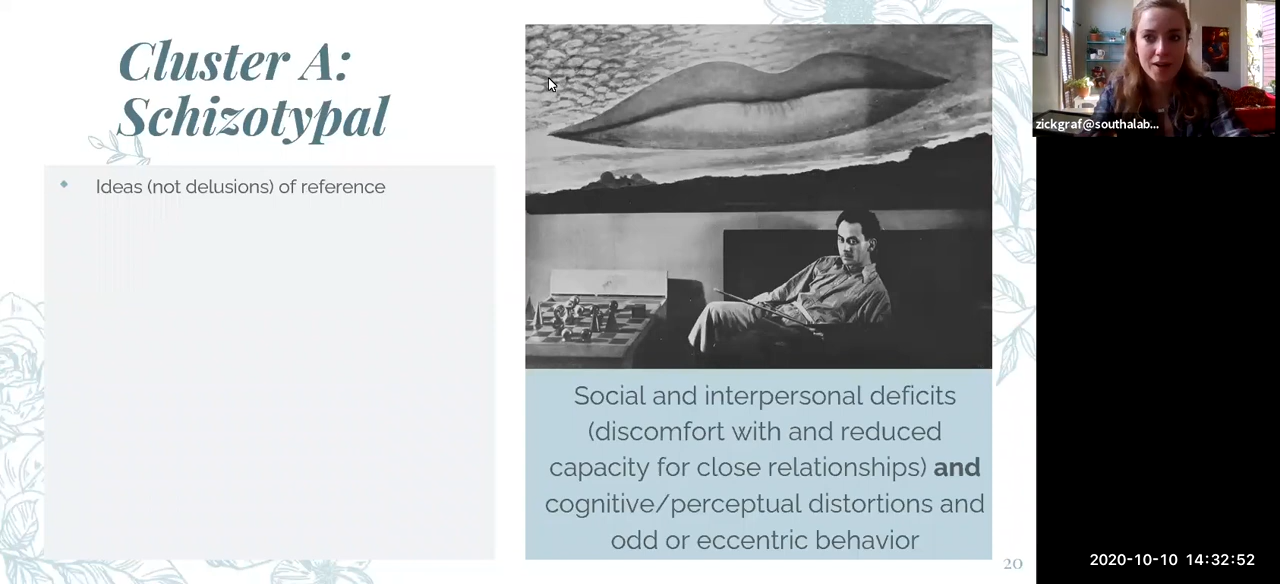 Cluster A:
Schizotypal
Ideas (not delusions) of reference
Social and interpersonal deficits
(discomfort with and reduced
capacity for close relationships) and
cognitive/perceptual distortions and
odd or eccentric behavior
20
zickgraf@southalab...
2020-10-10 14:32:52